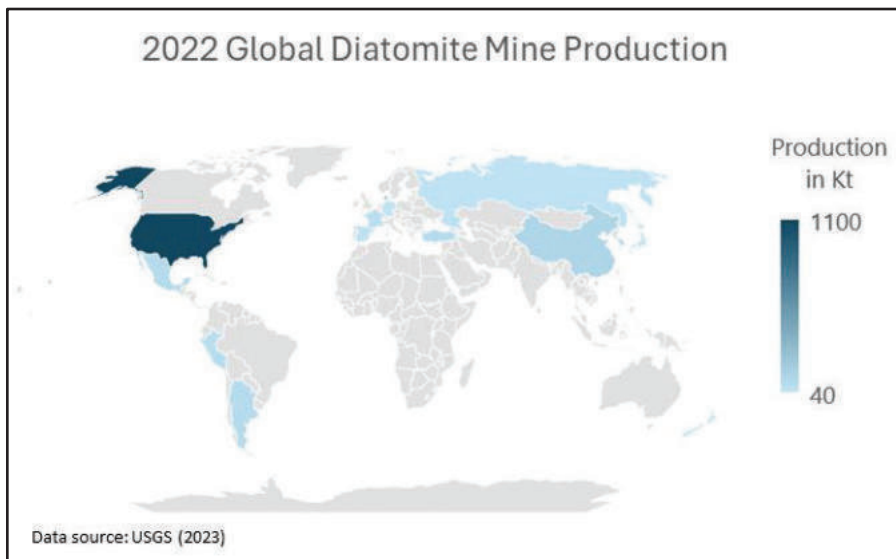 2022 Global Diatomite Mine Production
Production
in Kt
1100
40
Data source: USGS (2023)